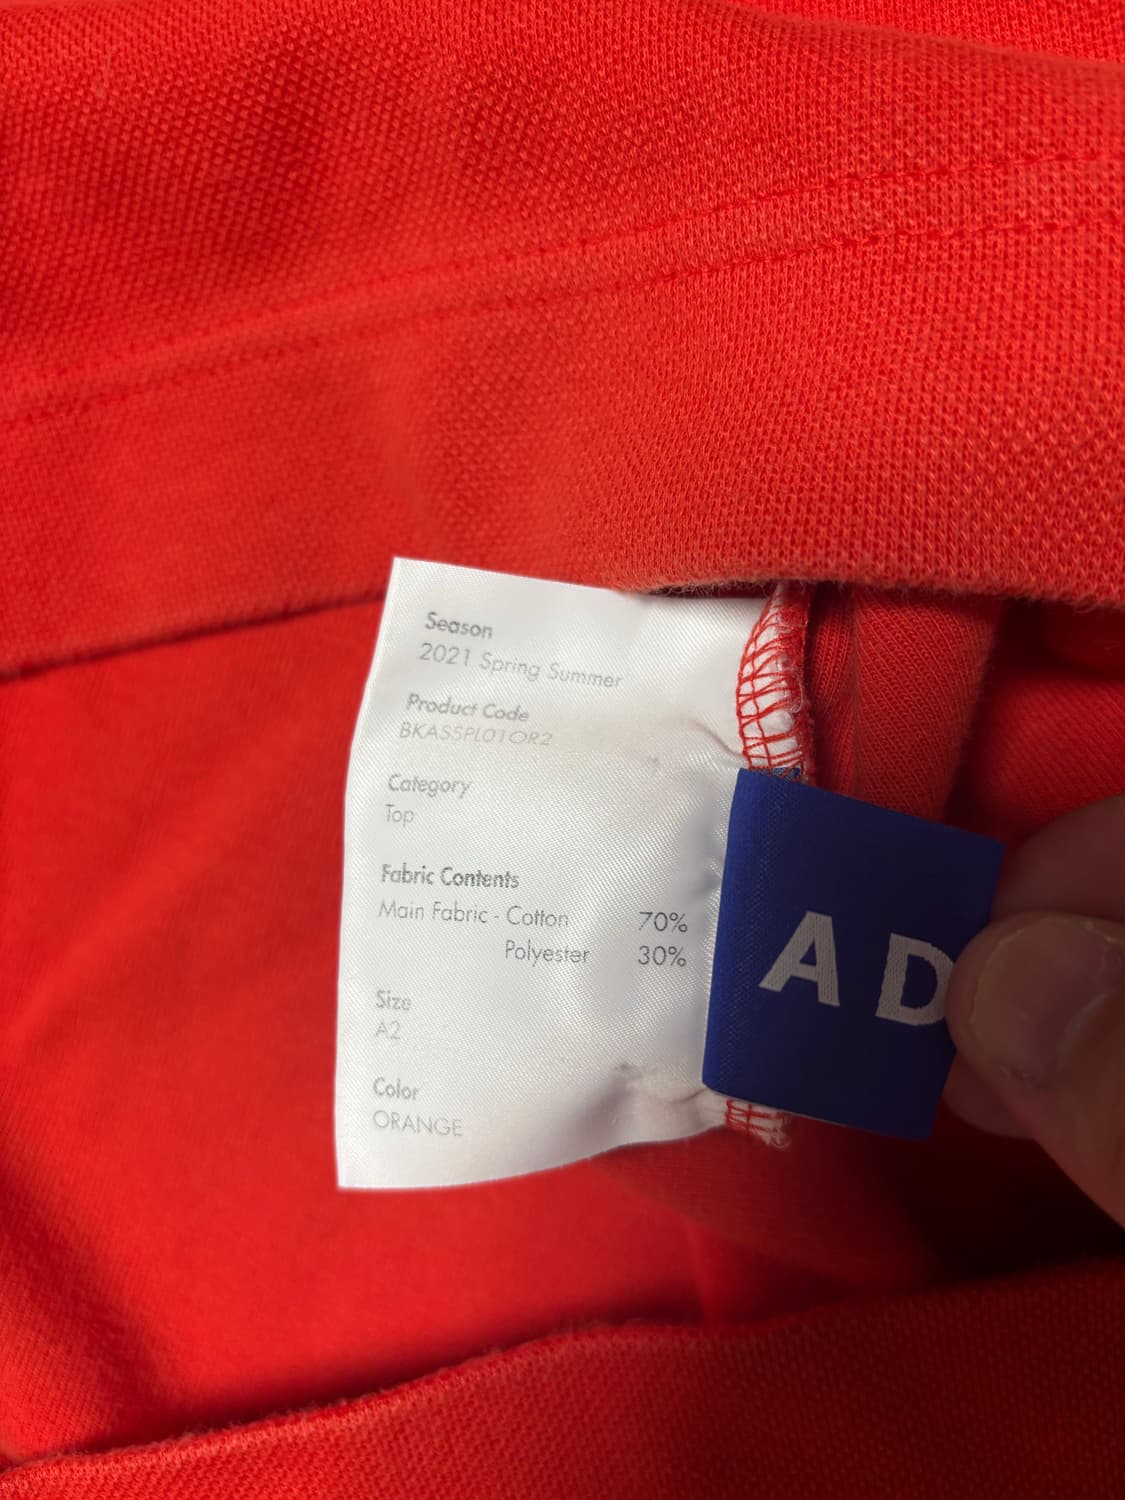 Season
2021 Spring Summer
Product Code
BKASSPL01OR2
Category
Top
Fabric Contents
Main Fabric - Cotton 70%
Polyester 30%
Size
A2
Color
ORANGE
A D